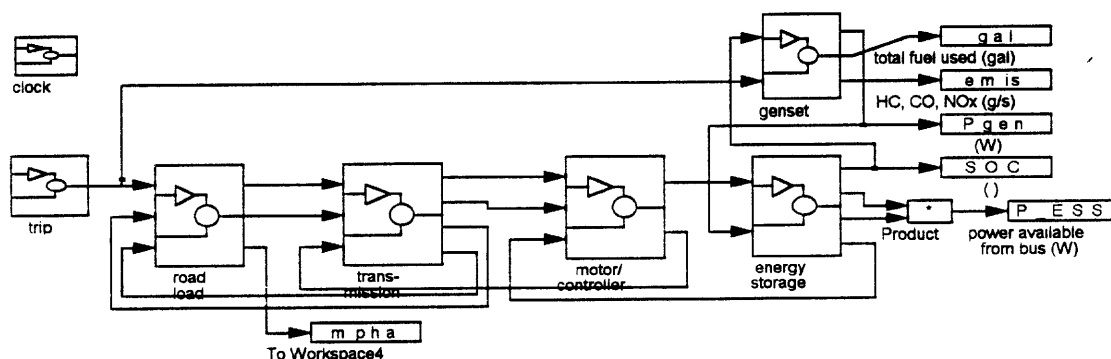 clock
gal
total fuel used (gal)
emis
HC, CO, NOx (g/s)
genset
Pgen
(W)
SOC
()
trip
road
load
trans-
mission
motor/
controller
energy
storage
*
Product
P_ESS
power available
from bus (W)
mpha
To Workspace4